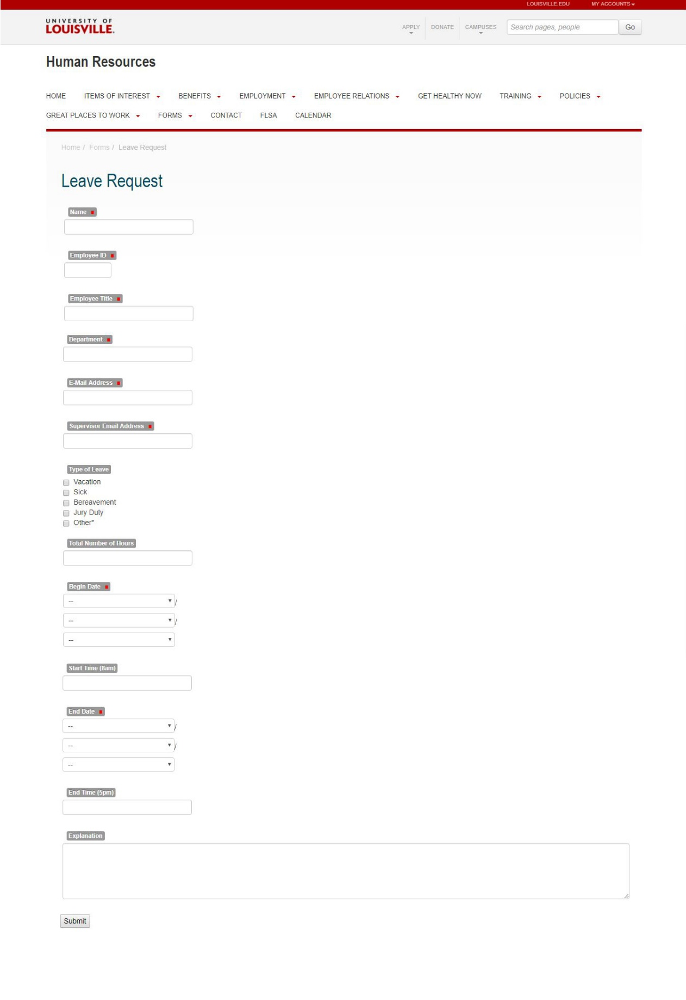 LOUISVILLE.EDU MY ACCOUNTS
UNIVERSITY OF
LOUISVILLE.
APPLY DONATE CAMPUSES Search pages, people Go
Human Resources
HOME ITEMS OF INTEREST BENEFITS EMPLOYMENT EMPLOYEE RELATIONS GET HEALTHY NOW TRAINING POLICIES
GREAT PLACES TO WORK FORMS CONTACT FLSA CALENDAR
Home / Forms / Leave Request
Leave Request
Name
Employee ID
Employee Title
Department
E-Mail Address
Supervisor Email Address
Type of Leave
Vacation
Sick
Bereavement
Jury Duty
Other*
Total Number of Hours
Begin Date
-- /
-- /
--
Start Time (8am)
End Date
-- /
-- /
--
End Time (5pm)
Explanation
Submit